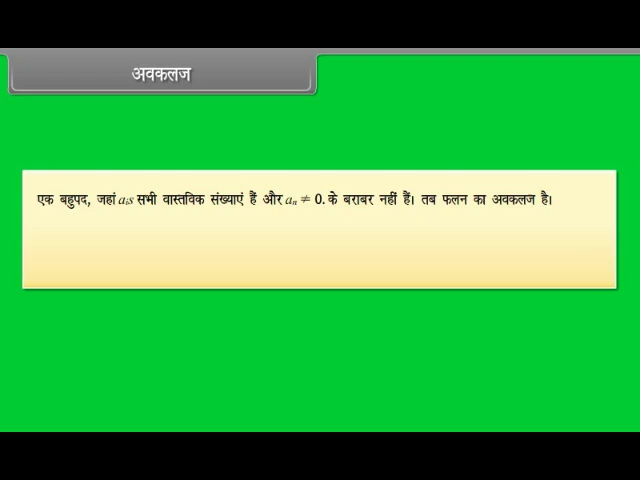 अवकलज
एक बहुपद, जहां aᵢs सभी वास्तविक संख्याएं हैं और aₙ ≠ 0. के बराबर नहीं हैं। तब फलन का अवकलज है।